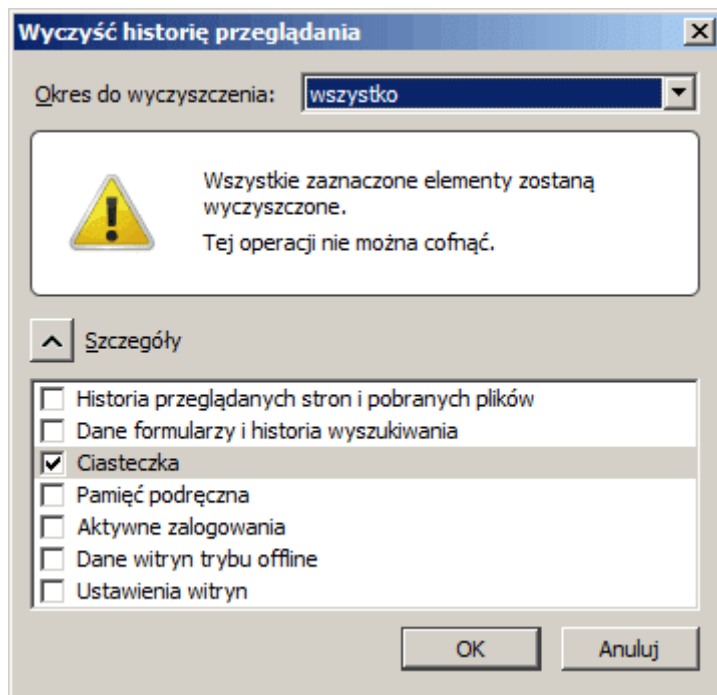 Wyczyść historię przeglądania
Okres do wyczyszczenia: wszystko
Wszystkie zaznaczone elementy zostaną
wyczyszczone.
Tej operacji nie można cofnąć.
Szczegóły
Historia przeglądanych stron i pobranych plików
Dane formularzy i historia wyszukiwania
Ciasteczka
Pamięć podręczna
Aktywne zalogowania
Dane witryn trybu offline
Ustawienia witryn
OK Anuluj